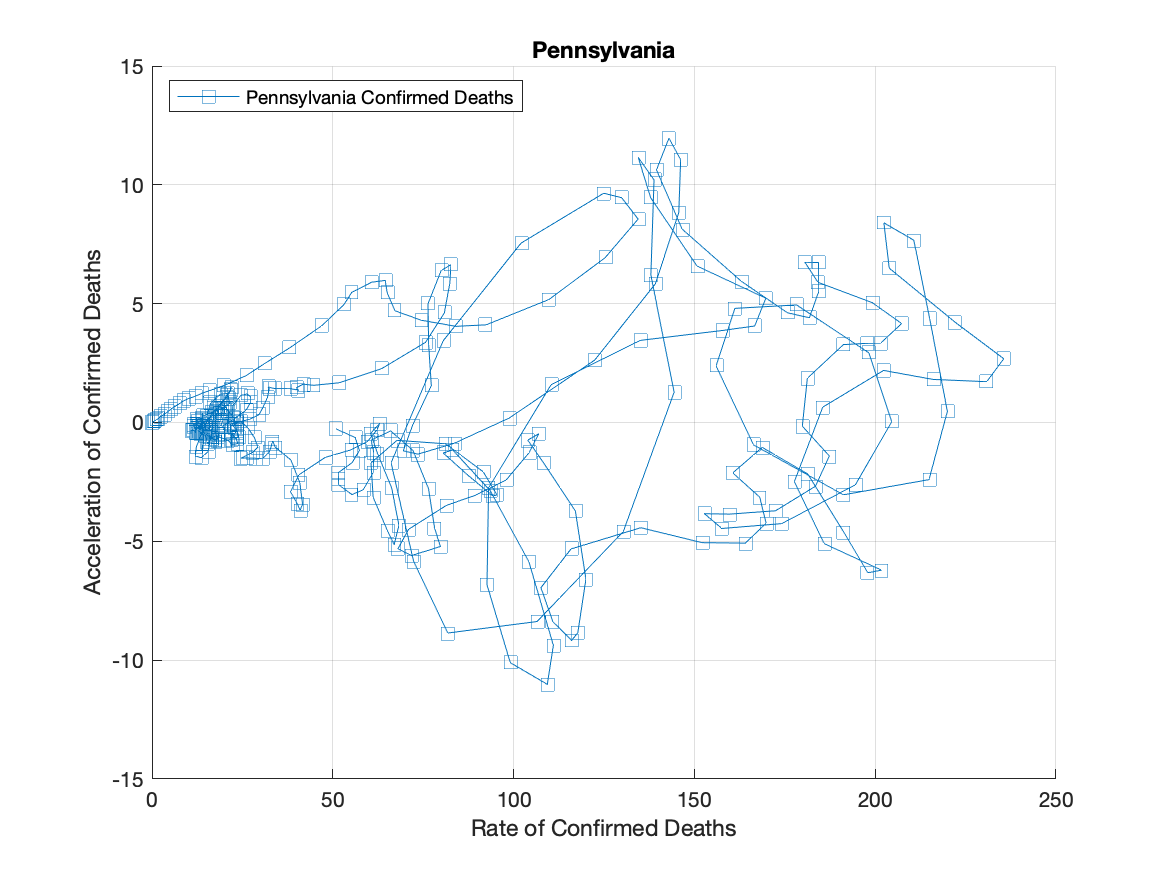 Pennsylvania
Pennsylvania Confirmed Deaths
15
10
5
0
-5
-10
-15
Acceleration of Confirmed Deaths
0 50 100 150 200 250
Rate of Confirmed Deaths